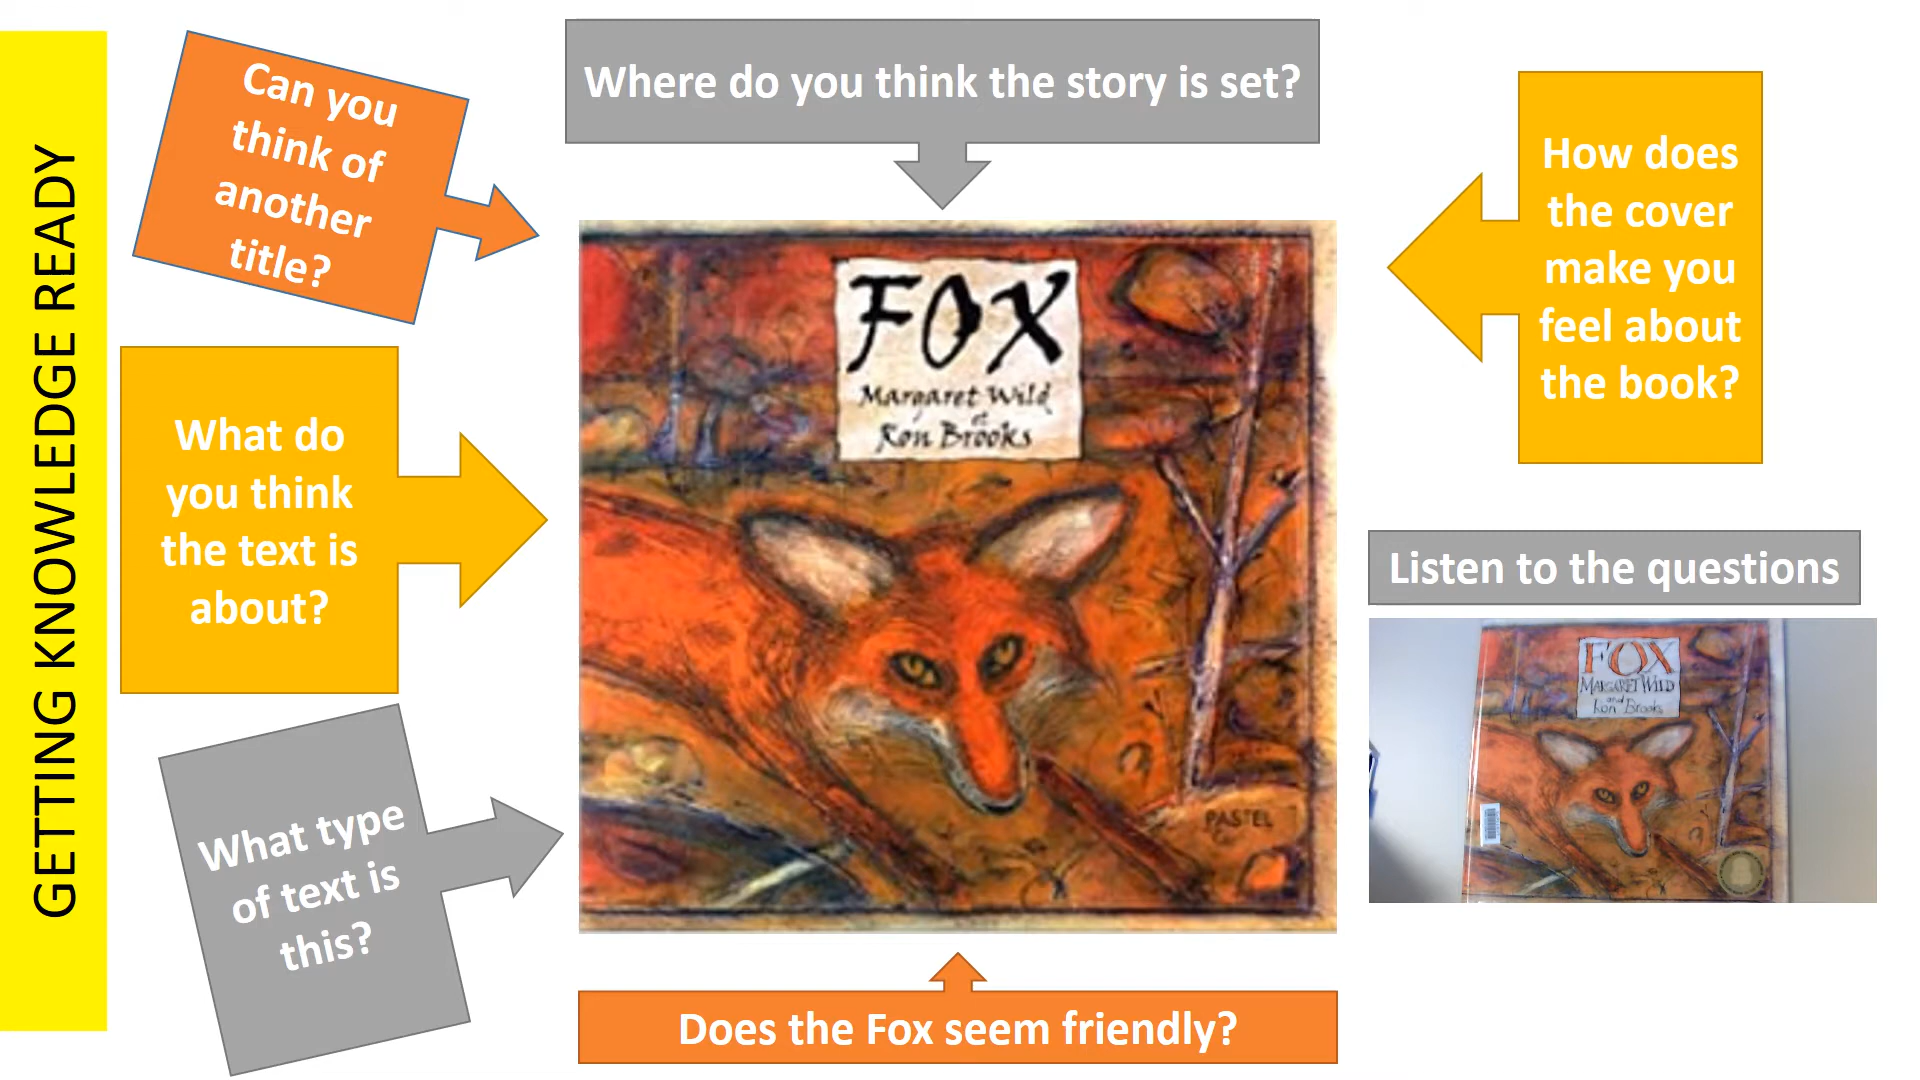 GETTING KNOWLEDGE READY
Can you
think of
another
title?
Where do you think the story is set?
How does
the cover
make you
feel about
the book?
What do
you think
the text is
about?
FOX
Margaret Wild
et
Ron Brooks
PASTEL
Listen to the questions
FOX
MARGARET WILD
and
Ron Brooks
What type
of text is
this?
Does the Fox seem friendly?